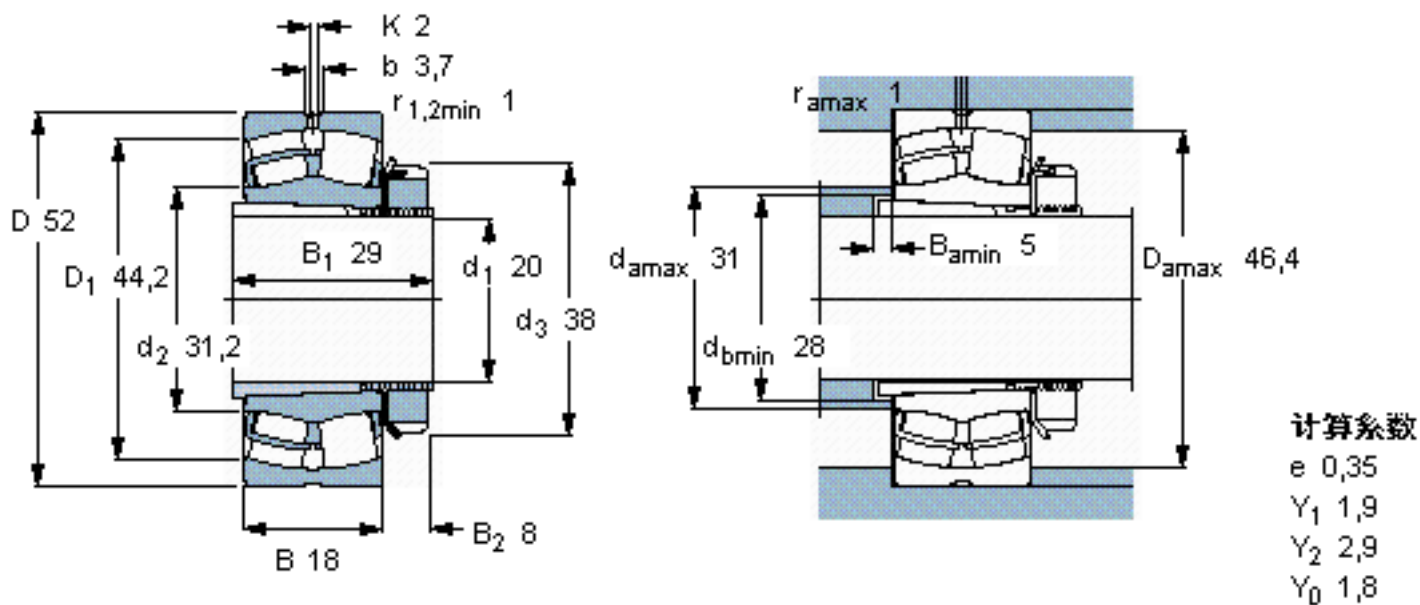 K 2
b 3,7
r1,2min 1
D 52
D1 44,2
d2 31,2
B1 29
d1 20
d3 38
B2 8
B 18
ramax 1
damax 31
dbmin 28
Bamin 5
Damax 46,4
计算系数
e 0,35
Y1 1,9
Y2 2,9
Y0 1,8